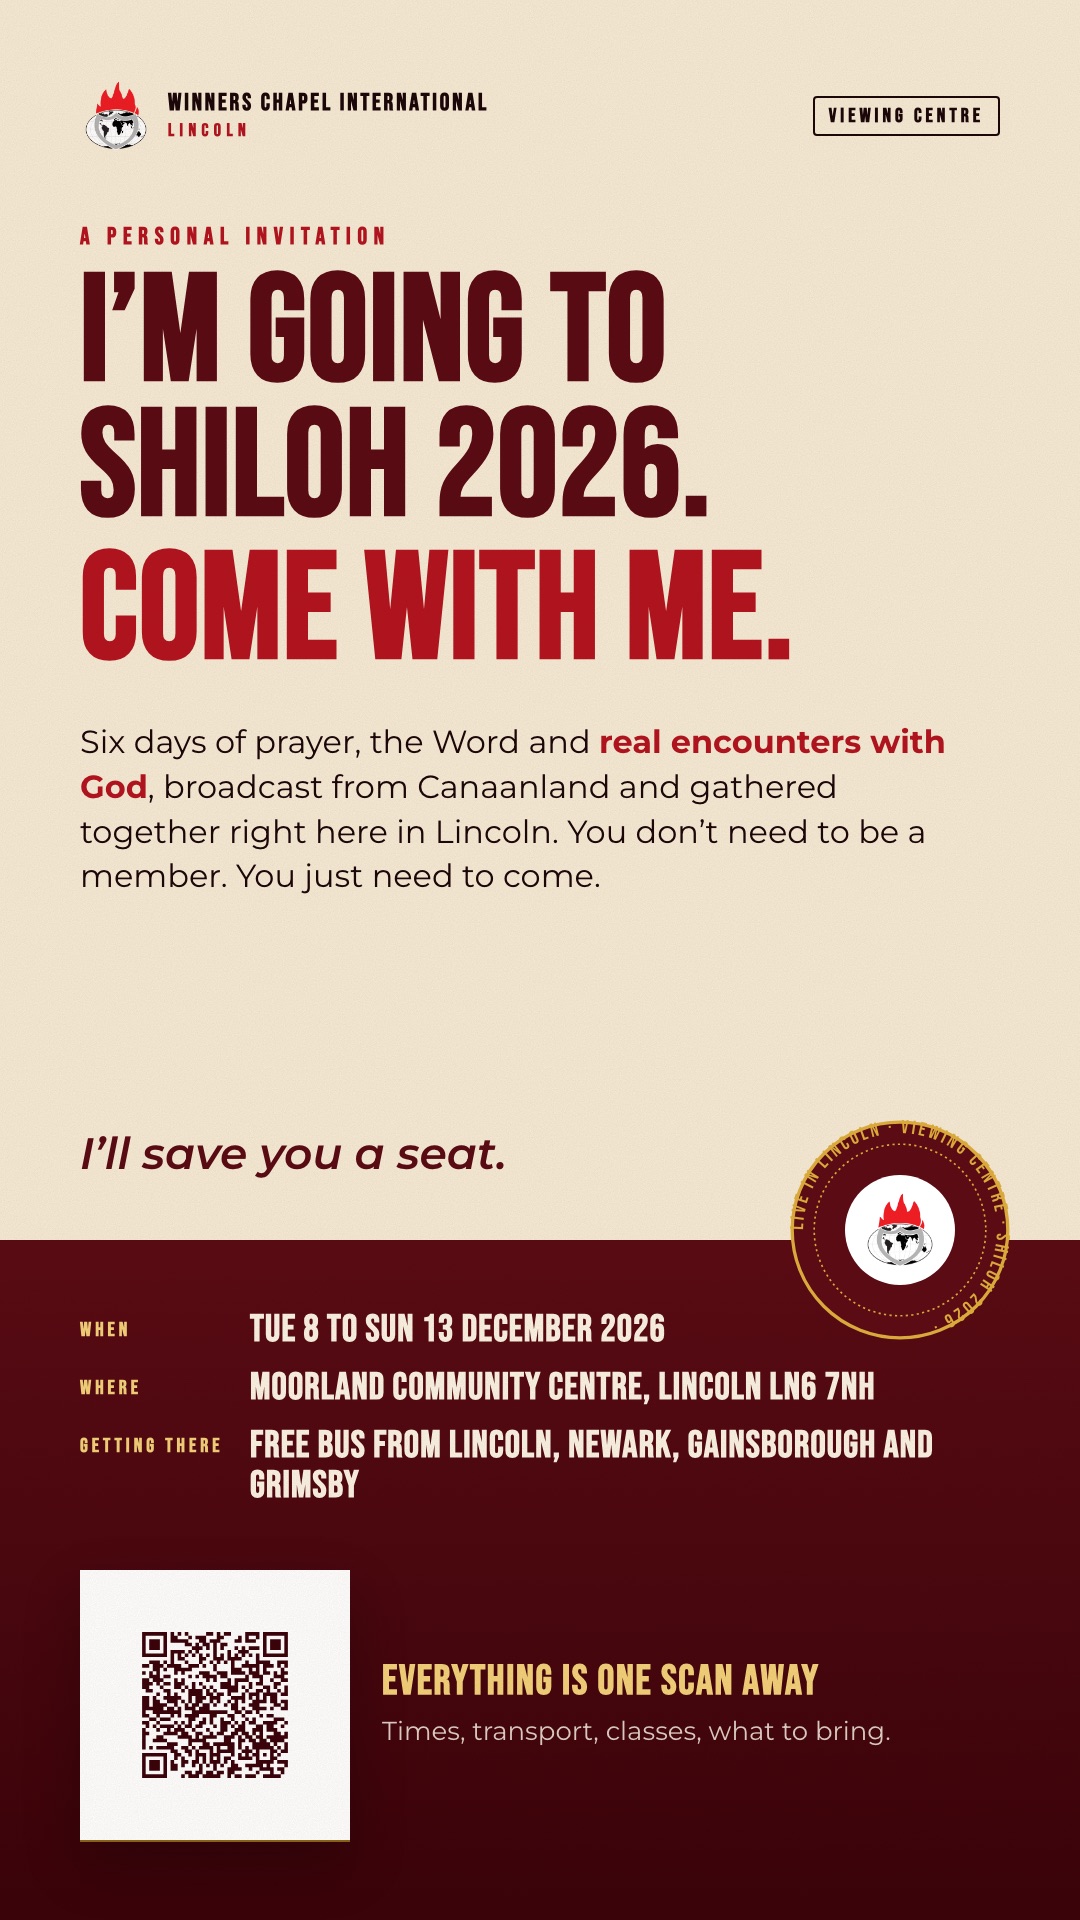 WINNERS CHAPEL INTERNATIONAL
LINCOLN
VIEWING CENTRE
A PERSONAL INVITATION
I’M GOING TO
SHILOH 2026.
COME WITH ME.
Six days of prayer, the Word and real encounters with
God, broadcast from Canaanland and gathered
together right here in Lincoln. You don’t need to be a
member. You just need to come.
I’ll save you a seat.
LIVE IN LINCOLN · VIEWING CENTRE · SHILOH 2026 ·
WHEN
TUE 8 TO SUN 13 DECEMBER 2026
WHERE
MOORLAND COMMUNITY CENTRE, LINCOLN LN6 7NH
GETTING THERE
FREE BUS FROM LINCOLN, NEWARK, GAINSBOROUGH AND
GRIMSBY
EVERYTHING IS ONE SCAN AWAY
Times, transport, classes, what to bring.